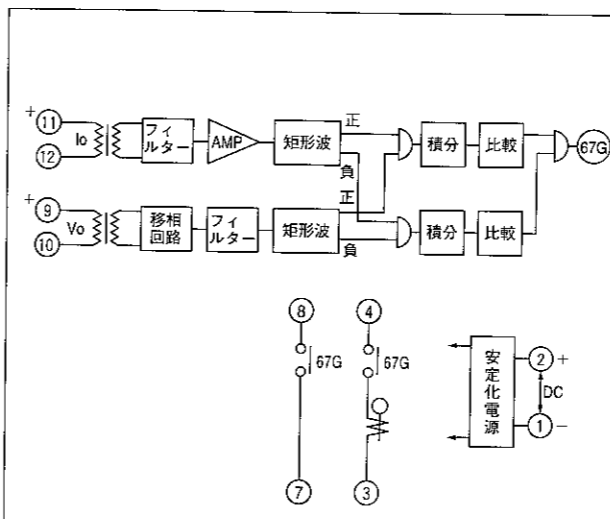 +
⑪
Io
⑫
フィ
ルター
AMP
矩形波
正
負
積分
比較
67G
+
⑨
Vo
⑩
移相
回路
フィ
ルター
矩形波
正
負
積分
比較
⑧
67G
⑦
④
67G
③
安定化電源
② +
DC
① −